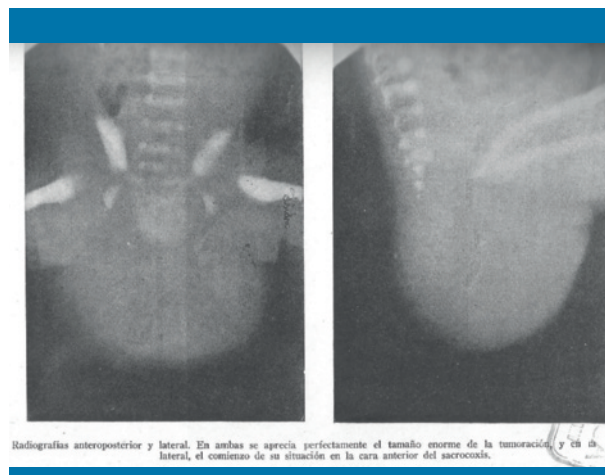 Radiografías anteroposterior y lateral. En ambas se aprecia perfectamente el tamaño enorme de la tumoración, y en la
lateral, el comienzo de su situación en la cara anterior del sacrocoxis.